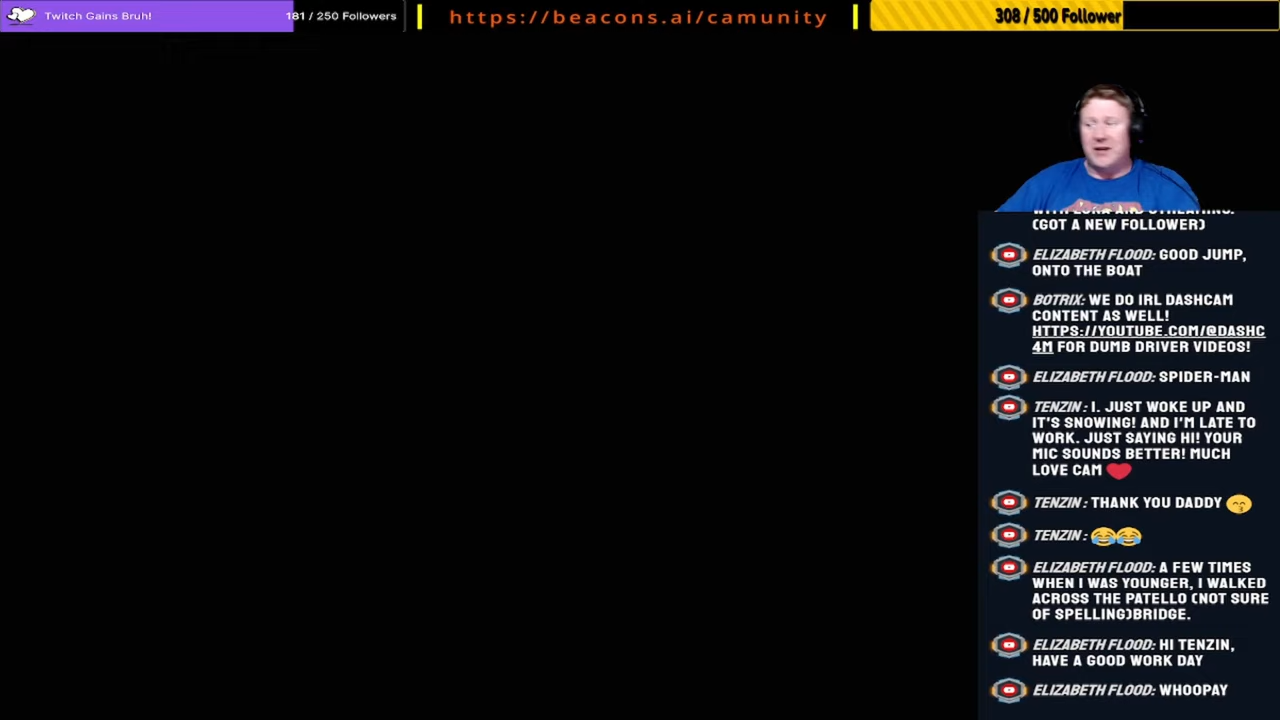 Twitch Gains Bruh!
181 / 250 Followers
https://beacons.ai/camunity
308 / 500 Follower
(GOT A NEW FOLLOWER)
ELIZABETH FLOOD: GOOD JUMP,
ONTO THE BOAT
BOTRIX: WE DO IRL DASHCAM
CONTENT AS WELL!
HTTPS://YOUTUBE.COM/@DASHC
4M FOR DUMB DRIVER VIDEOS!
ELIZABETH FLOOD: SPIDER-MAN
TENZIN : I. JUST WOKE UP AND
IT'S SNOWING! AND I'M LATE TO
WORK. JUST SAYING HI! YOUR
MIC SOUNDS BETTER! MUCH
LOVE CAM ❤️
TENZIN : THANK YOU DADDY 😙
TENZIN : 😂😂
ELIZABETH FLOOD: A FEW TIMES
WHEN I WAS YOUNGER, I WALKED
ACROSS THE PATELLO (NOT SURE
OF SPELLING)BRIDGE.
ELIZABETH FLOOD: HI TENZIN,
HAVE A GOOD WORK DAY
ELIZABETH FLOOD: WHOOPAY